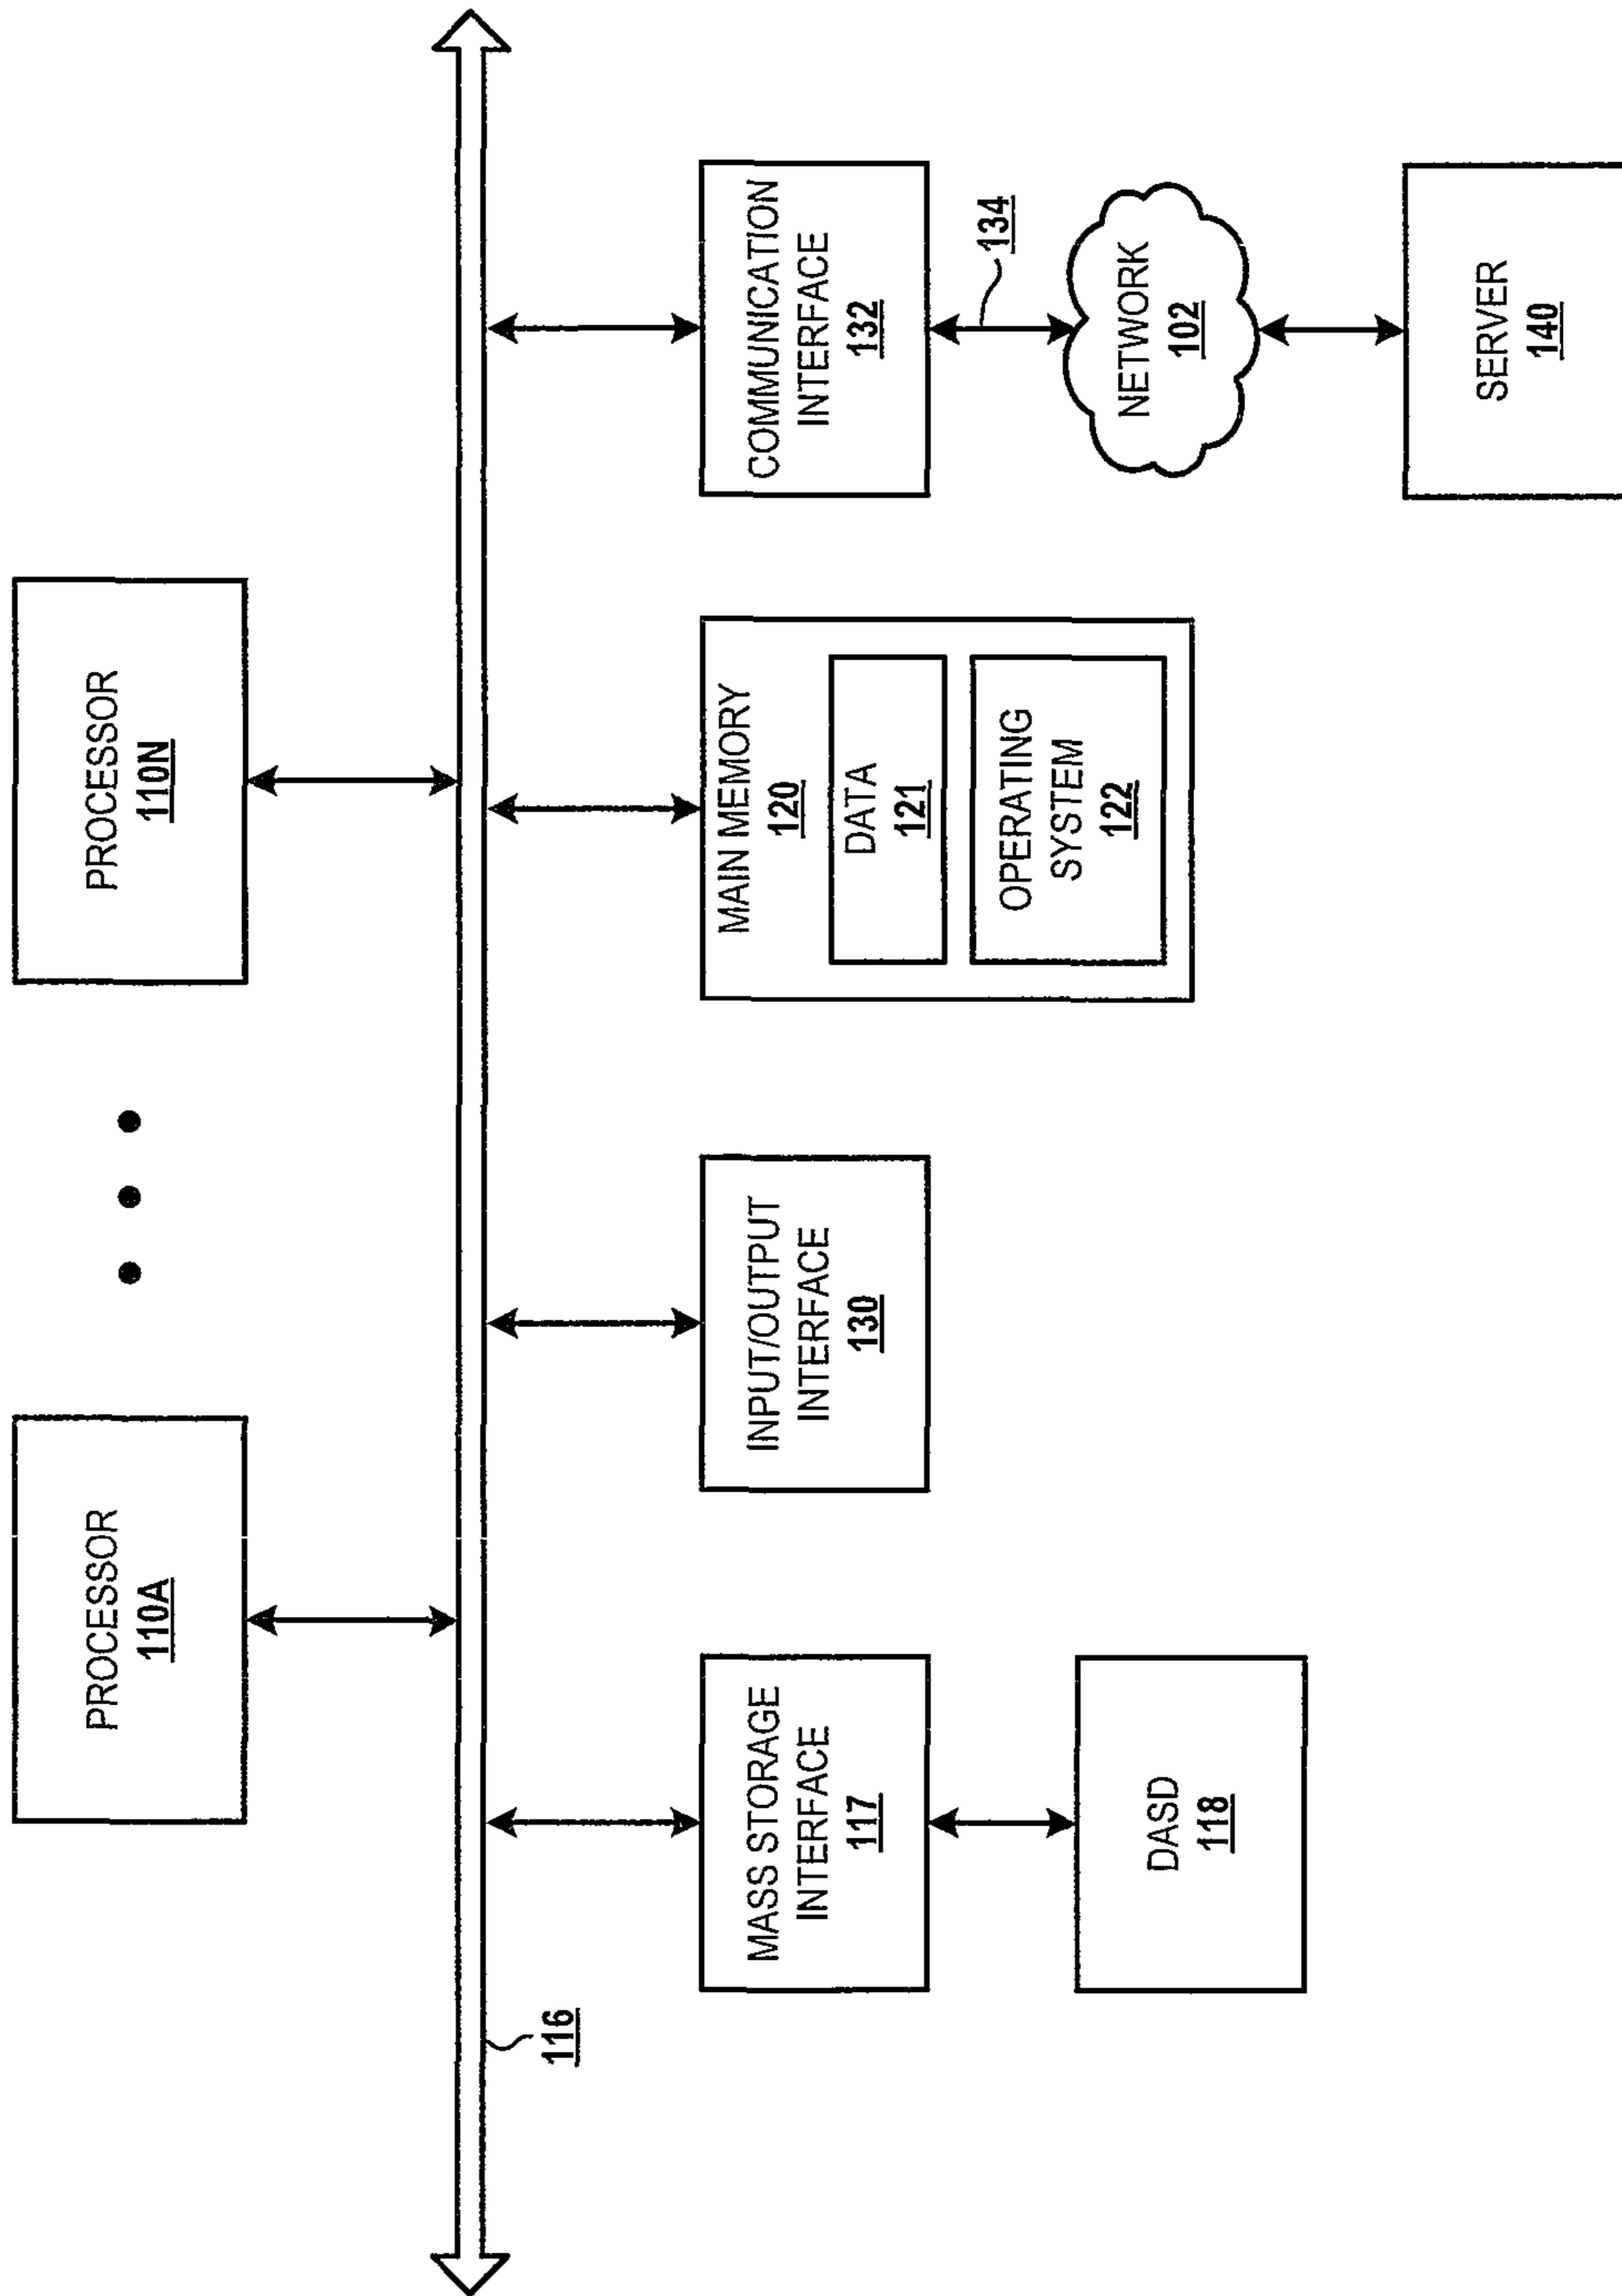 PROCESSOR
110A
PROCESSOR
110N
116
MASS STORAGE
INTERFACE
117
INPUT/OUTPUT
INTERFACE
130
MAIN MEMORY
120
DATA
121
OPERATING
SYSTEM
122
COMMUNICATION
INTERFACE
132
134
DASD
118
NETWORK
102
SERVER
140